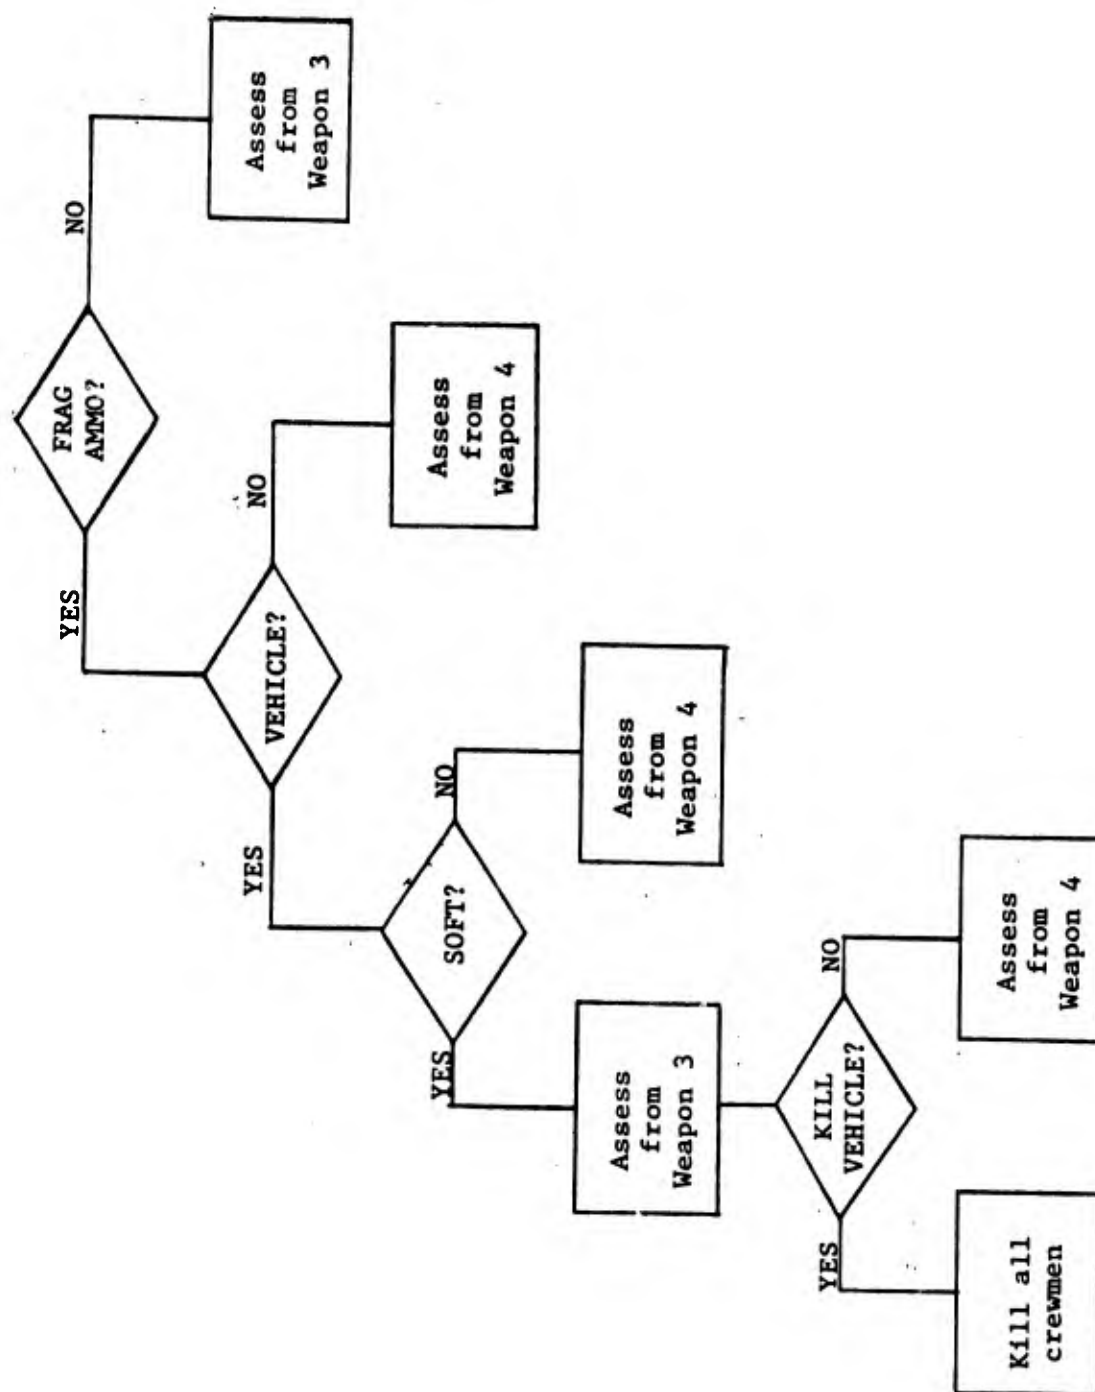 FRAG
AMMO?
YES
NO
Assess
from
Weapon 3
VEHICLE?
YES
NO
Assess
from
Weapon 4
SOFT?
YES
NO
Assess
from
Weapon 4
Assess
from
Weapon 3
KILL
VEHICLE?
YES
NO
Kill all
crewmen
Assess
from
Weapon 4